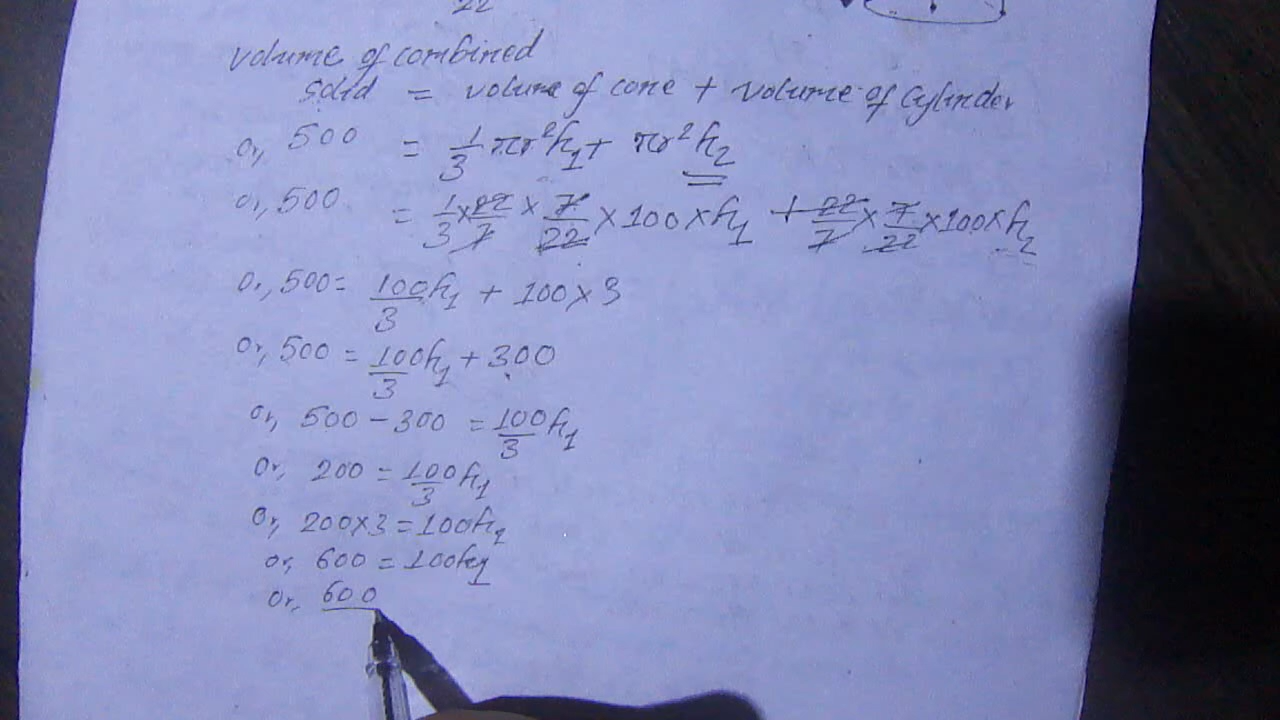 22
Volume of combined
Solid = volume of cone + volume of cylinder
Or, 500 = 1/3 πr²h₁ + πr²h₂
Or, 500 = 1/3 × 22/7 × 7/22 × 100 × h₁ + 22/7 × 7/22 × 100 × h₂
Or, 500 = 100/3 h₁ + 100 × 3
Or, 500 = 100/3 h₁ + 300
Or, 500 - 300 = 100/3 h₁
Or, 200 = 100/3 h₁
Or, 200×3 = 100h₁
Or, 600 = 100h₁
Or, 600